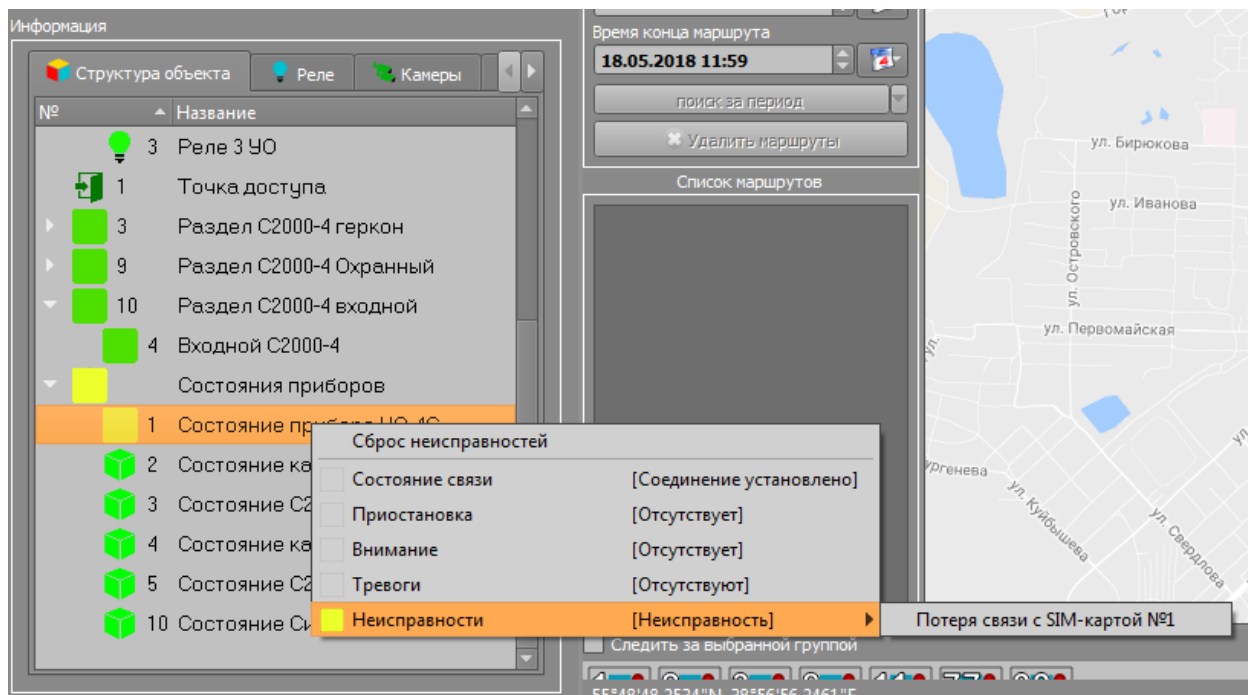 Информация
Структура объекта
Реле
Камеры
№
Название
3 Реле 3 УО
1 Точка доступа
3 Раздел С2000-4 геркон
9 Раздел С2000-4 Охранный
10 Раздел С2000-4 входной
4 Входной С2000-4
Состояния приборов
1 Состояние прибора УО-4С
2 Состояние ка
3 Состояние С2
4 Состояние ка
5 Состояние С2
10 Состояние Си
Сброс неисправностей
Состояние связи [Соединение установлено]
Приостановка [Отсутствует]
Внимание [Отсутствует]
Тревоги [Отсутствуют]
Неисправности [Неисправность]
Потеря связи с SIM-картой №1
Время конца маршрута
18.05.2018 11:59
поиск за период
Удалить маршруты
Список маршрутов
Следить за выбранной группой
ул. Бирюкова
ул. Иванова
ул. Островского
ул. Первомайская
ул.
ургенева
ул. Куйбышева
ул. Свердлова